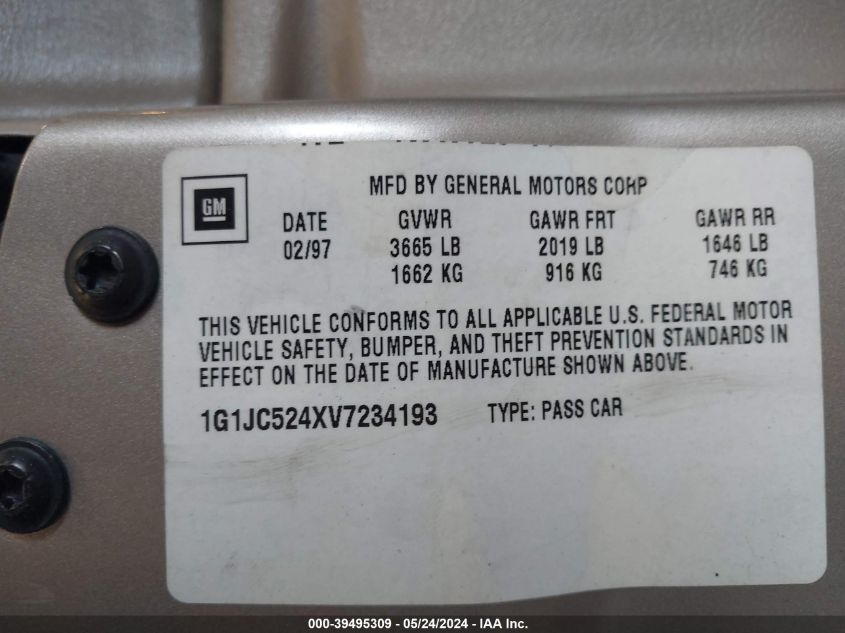 MFD BY GENERAL MOTORS CORP
GM
DATE GVWR GAWR FRT GAWR RR
02/97 3665 LB 2019 LB 1646 LB
1662 KG 916 KG 746 KG
THIS VEHICLE CONFORMS TO ALL APPLICABLE U.S. FEDERAL MOTOR
VEHICLE SAFETY, BUMPER, AND THEFT PREVENTION STANDARDS IN
EFFECT ON THE DATE OF MANUFACTURE SHOWN ABOVE.
1G1JC524XV7234193 TYPE: PASS CAR
000-39495309 - 05/24/2024 - IAA Inc.